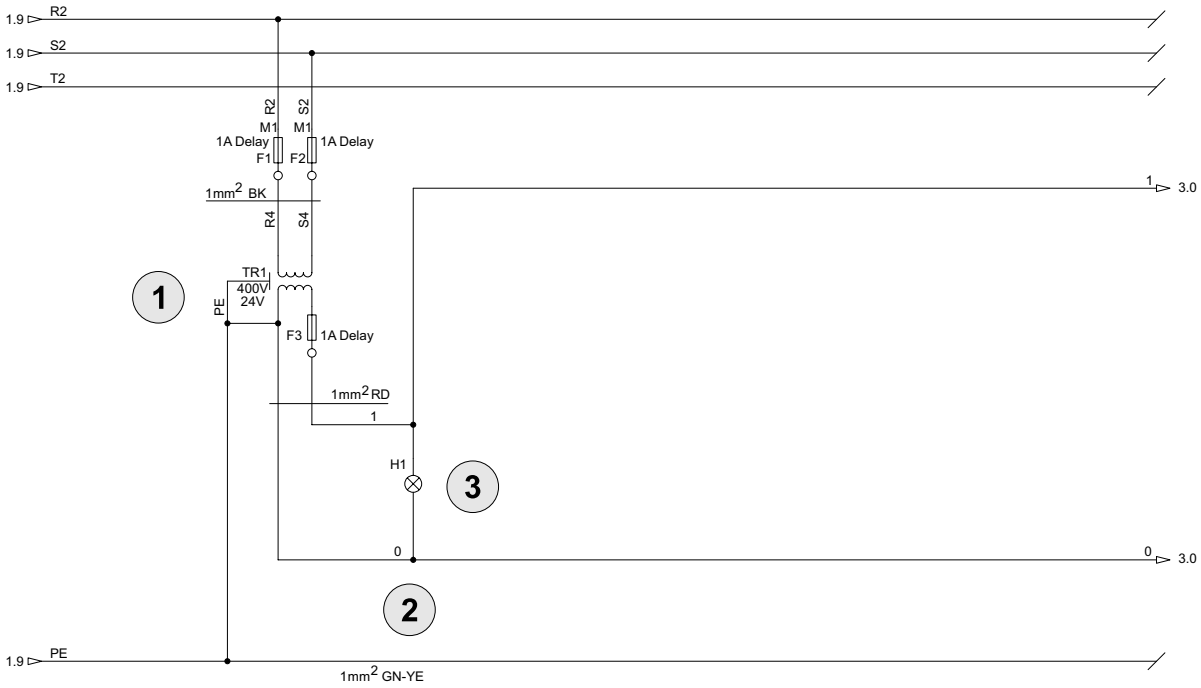 1.9 R2
1.9 S2
1.9 T2
R2 S2
M1 M1
1A Delay 1A Delay
F1 F2
1 3.0
1mm2 BK
R4 S4
TR1
400V
24V
1
PE
F3 1A Delay
1mm2 RD
1
H1
3
0 0 3.0
2
1.9 PE
1mm2 GN-YE